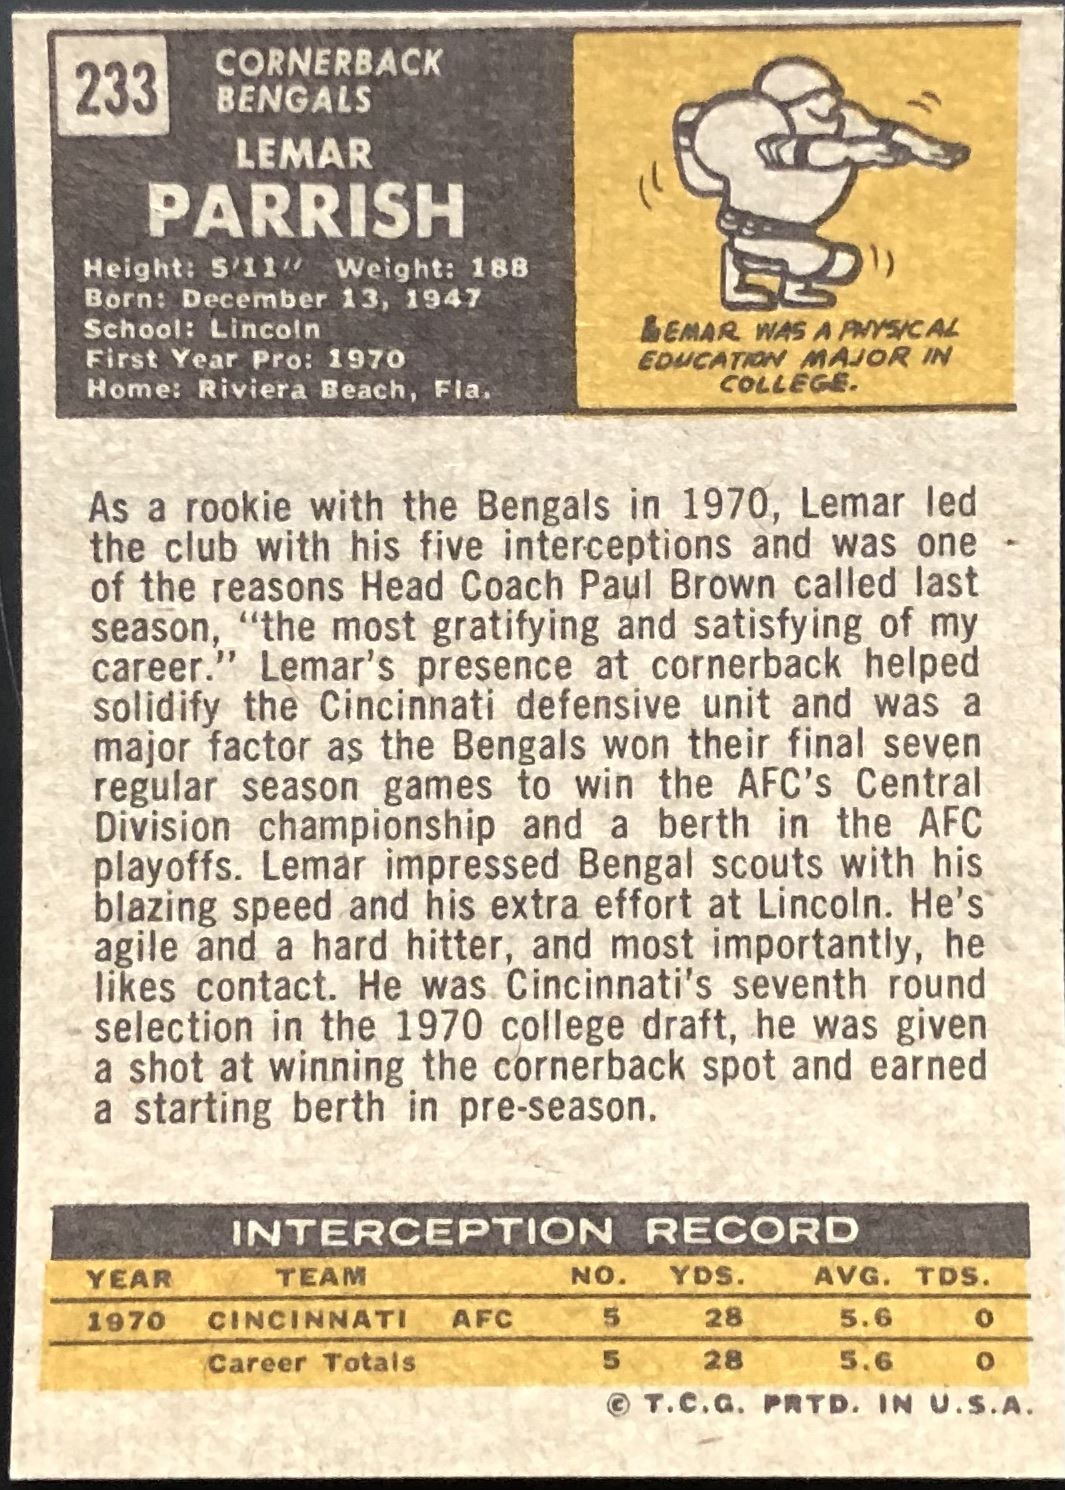 233
CORNERBACK
BENGALS
LEMAR
PARRISH
Height: 5'11" Weight: 188
Born: December 13, 1947
School: Lincoln
First Year Pro: 1970
Home: Riviera Beach, Fla.
LEMAR WAS A PHYSICAL
EDUCATION MAJOR IN
COLLEGE.
As a rookie with the Bengals in 1970, Lemar led
the club with his five interceptions and was one
of the reasons Head Coach Paul Brown called last
season, "the most gratifying and satisfying of my
career." Lemar's presence at cornerback helped
solidify the Cincinnati defensive unit and was a
major factor as the Bengals won their final seven
regular season games to win the AFC's Central
Division championship and a berth in the AFC
playoffs. Lemar impressed Bengal scouts with his
blazing speed and his extra effort at Lincoln. He's
agile and a hard hitter, and most importantly, he
likes contact. He was Cincinnati's seventh round
selection in the 1970 college draft, he was given
a shot at winning the cornerback spot and earned
a starting berth in pre-season.
INTERCEPTION RECORD
YEAR TEAM NO. YDS. AVG. TDS.
1970 CINCINNATI AFC 5 28 5.6 0
Career Totals 5 28 5.6 0
© T.C.G. PRTD. IN U.S.A.